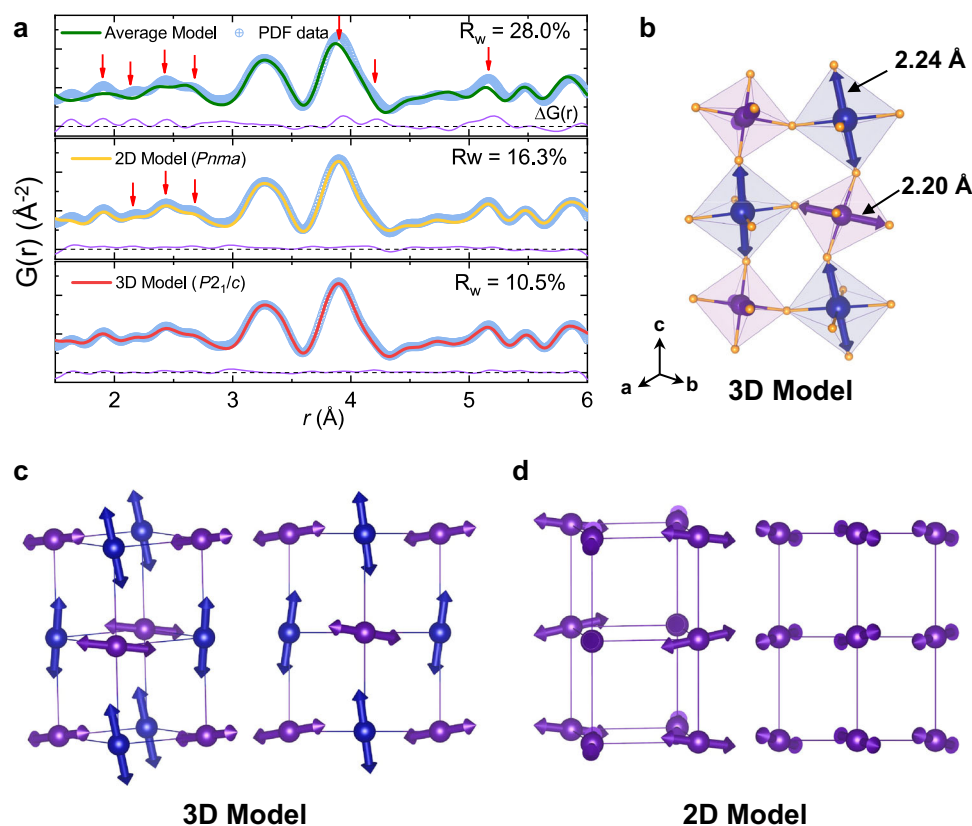 a
Average Model
PDF data
R_w = 28.0%
ΔG(r)
2D Model (Pnma)
Rw = 16.3%
3D Model (P2₁/c)
R_w = 10.5%
G(r) (Å⁻²)
2 3 4 5 6
r (Å)
b
2.24 Å
2.20 Å
c
a b
3D Model
c
3D Model
d
2D Model